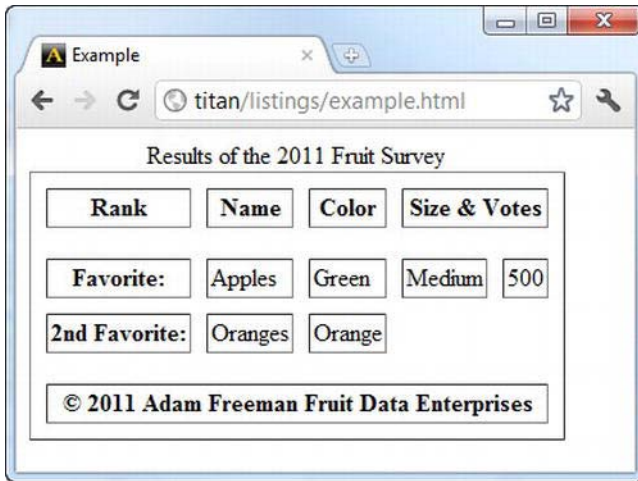 A Example
titan/listings/example.html
Results of the 2011 Fruit Survey
Rank Name Color Size & Votes
Favorite: Apples Green Medium 500
2nd Favorite: Oranges Orange
© 2011 Adam Freeman Fruit Data Enterprises